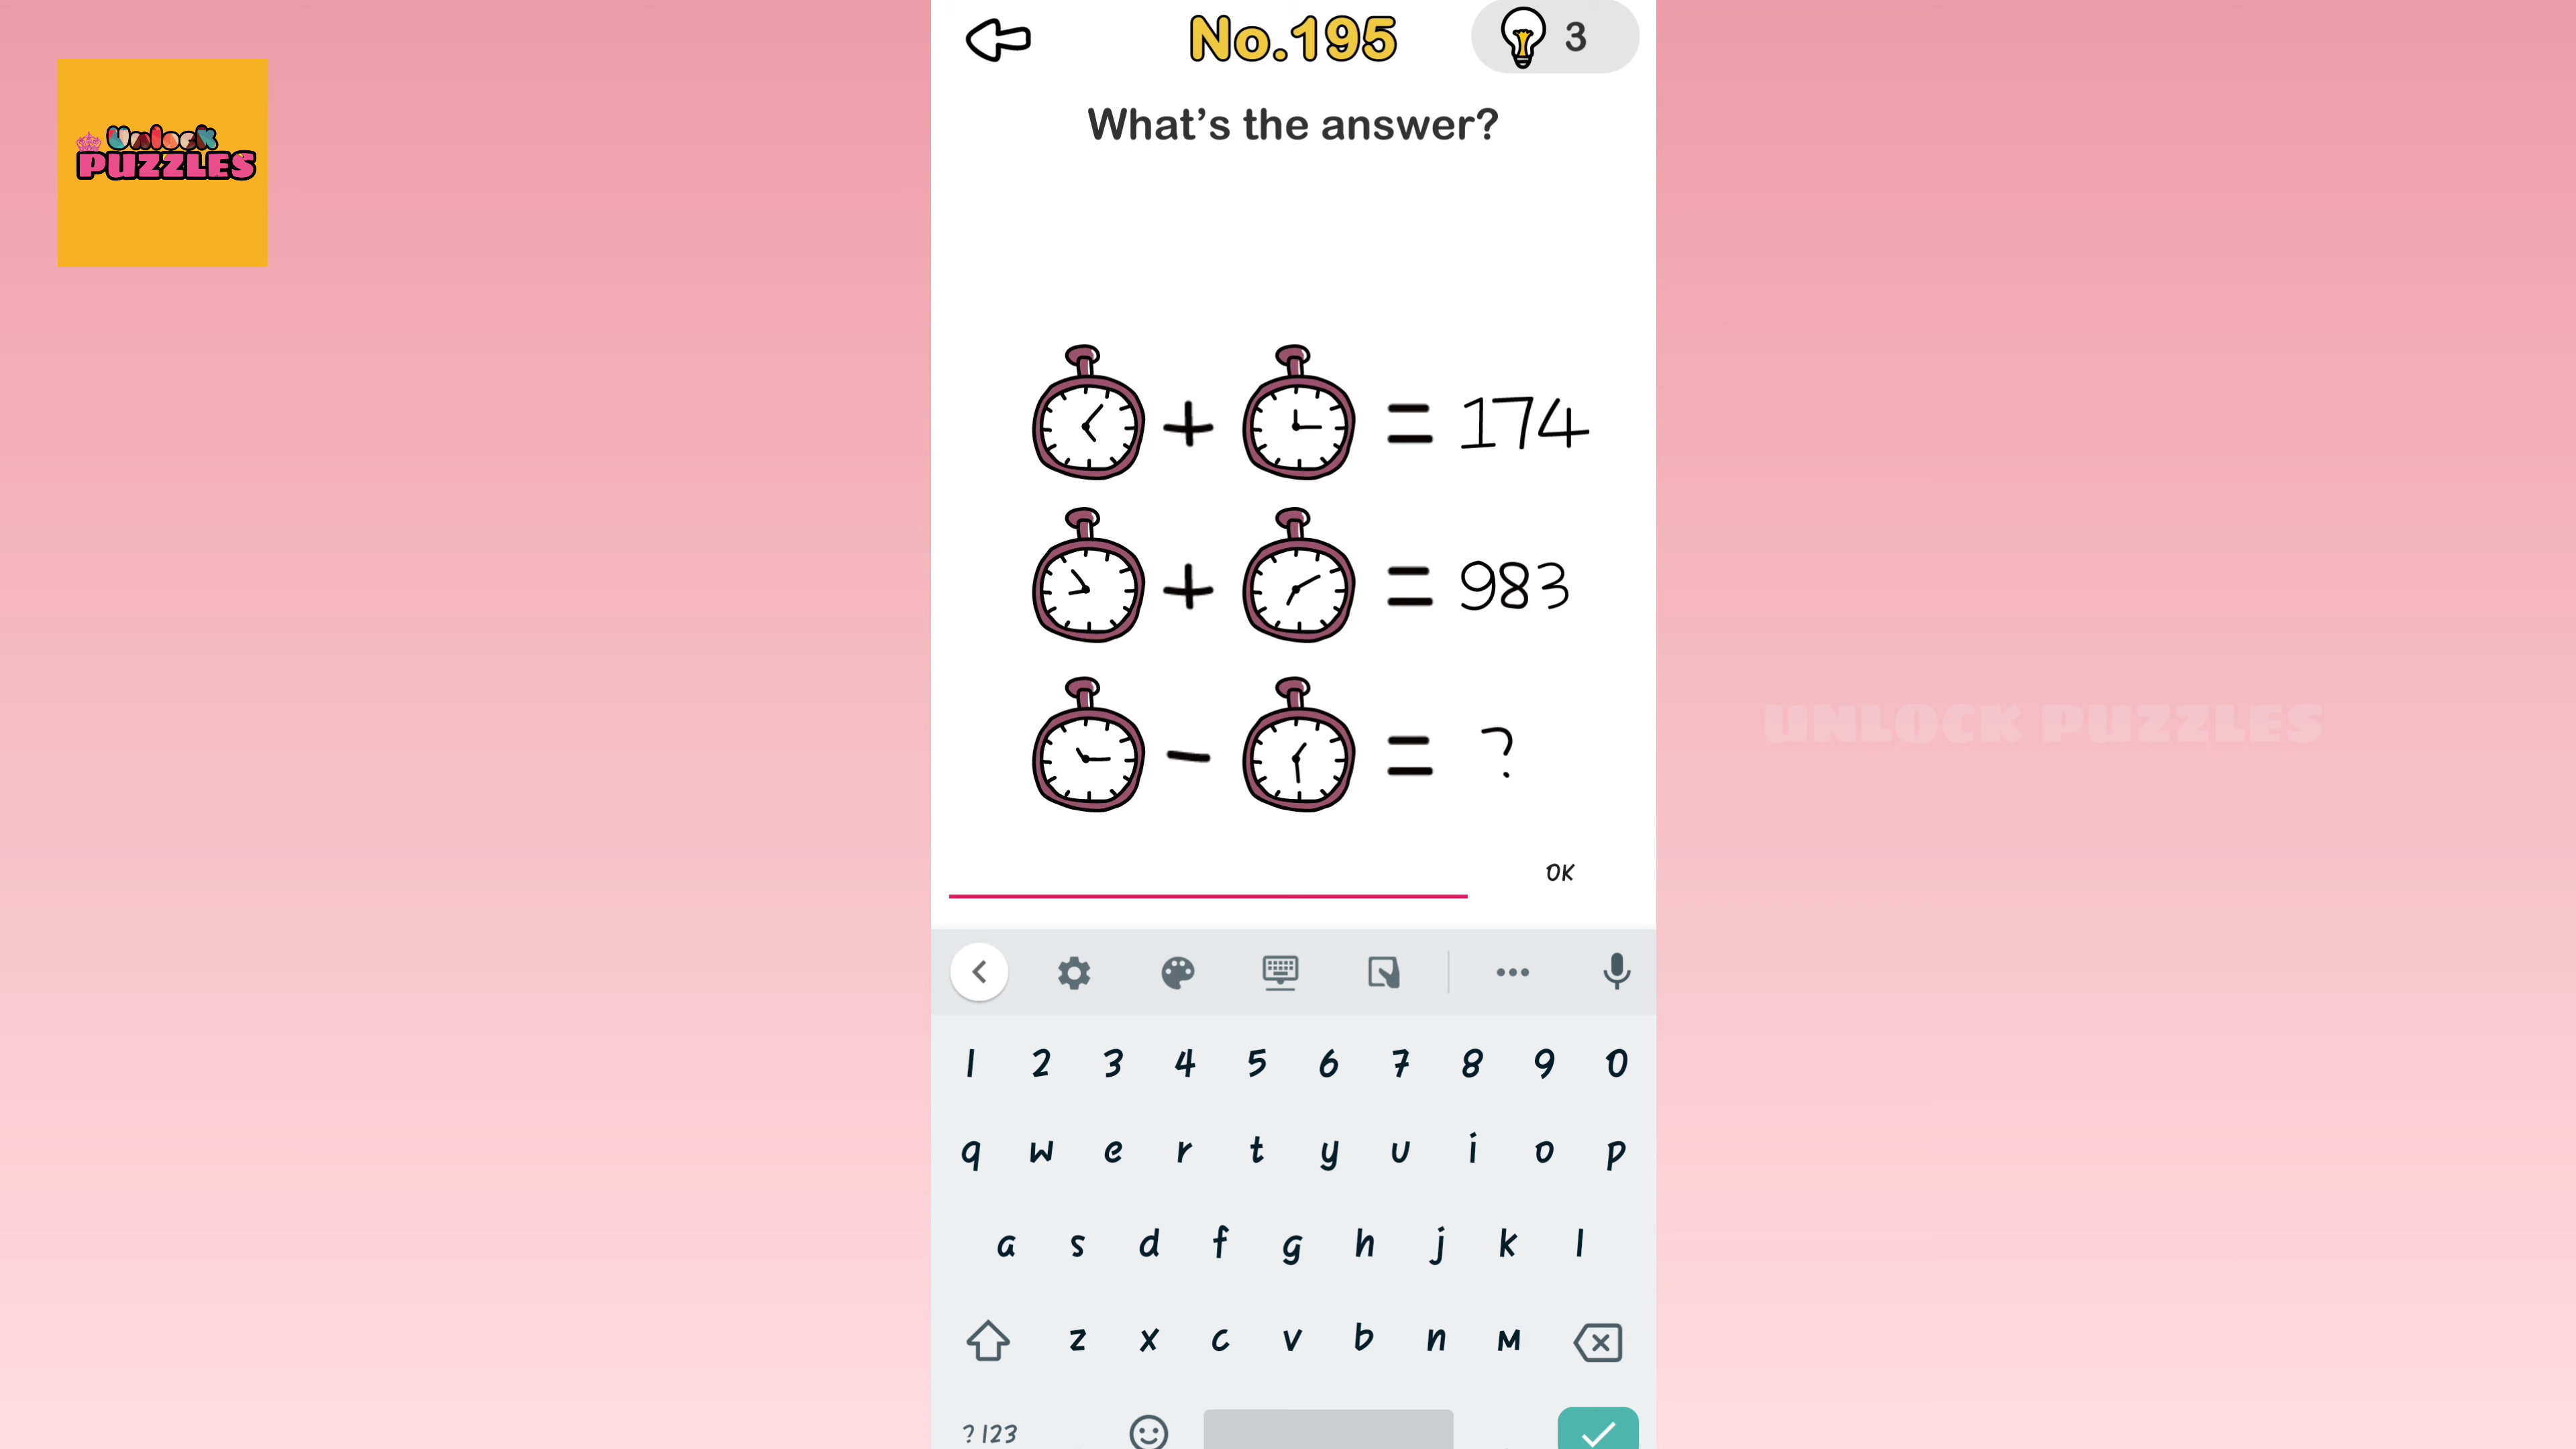 Unlock
PUZZLES
No.195
3
What's the answer?
+ = 174
+ = 983
- = ?
OK
1 2 3 4 5 6 7 8 9 0
q w e r t y u i o p
a s d f g h j k l
z x c v b n m
?123
UNLOCK PUZZLES